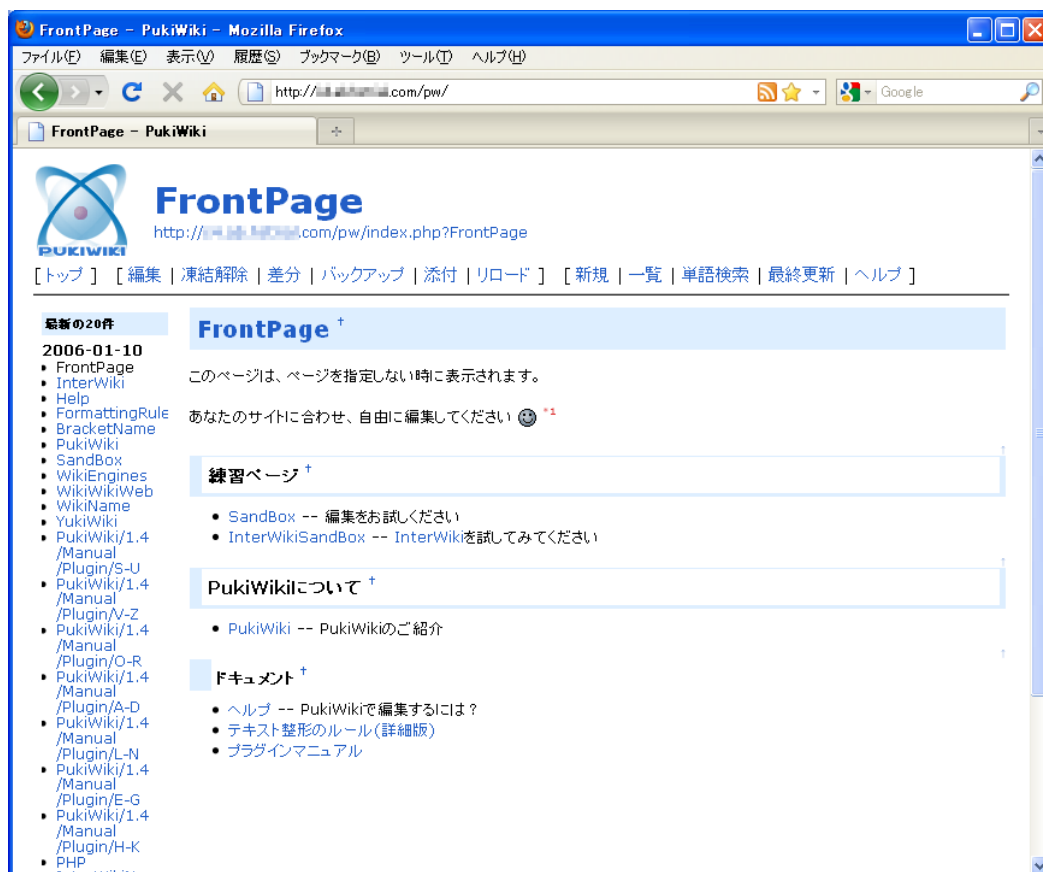 FrontPage - PukiWiki - Mozilla Firefox
ファイル(F) 編集(E) 表示(V) 履歴(S) ブックマーク(B) ツール(T) ヘルプ(H)
http:// .com/pw/ Google
FrontPage - PukiWiki
PUKIWIKI
FrontPage
http:// .com/pw/index.php?FrontPage
[ トップ ] [ 編集 | 凍結解除 | 差分 | バックアップ | 添付 | リロード ] [ 新規 | 一覧 | 単語検索 | 最終更新 | ヘルプ ]
最新の20件
2006-01-10
FrontPage
InterWiki
Help
FormattingRule
BracketName
PukiWiki
SandBox
WikiEngines
WikiWikiWeb
WikiName
YukiWiki
PukiWiki/1.4
/Manual
/Plugin/S-U
PukiWiki/1.4
/Manual
/Plugin/V-Z
PukiWiki/1.4
/Manual
/Plugin/O-R
PukiWiki/1.4
/Manual
/Plugin/A-D
PukiWiki/1.4
/Manual
/Plugin/L-N
PukiWiki/1.4
/Manual
/Plugin/E-G
PukiWiki/1.4
/Manual
/Plugin/H-K
PHP
FrontPage †
このページは、ページを指定しない時に表示されます。
あなたのサイトに合わせ、自由に編集してください *1
↑
練習ページ †
SandBox -- 編集をお試しください
InterWikiSandBox -- InterWikiを試してみてください
↑
PukiWikiについて †
PukiWiki -- PukiWikiのご紹介
↑
ドキュメント †
ヘルプ -- PukiWikiで編集するには?
テキスト整形のルール(詳細版)
プラグインマニュアル